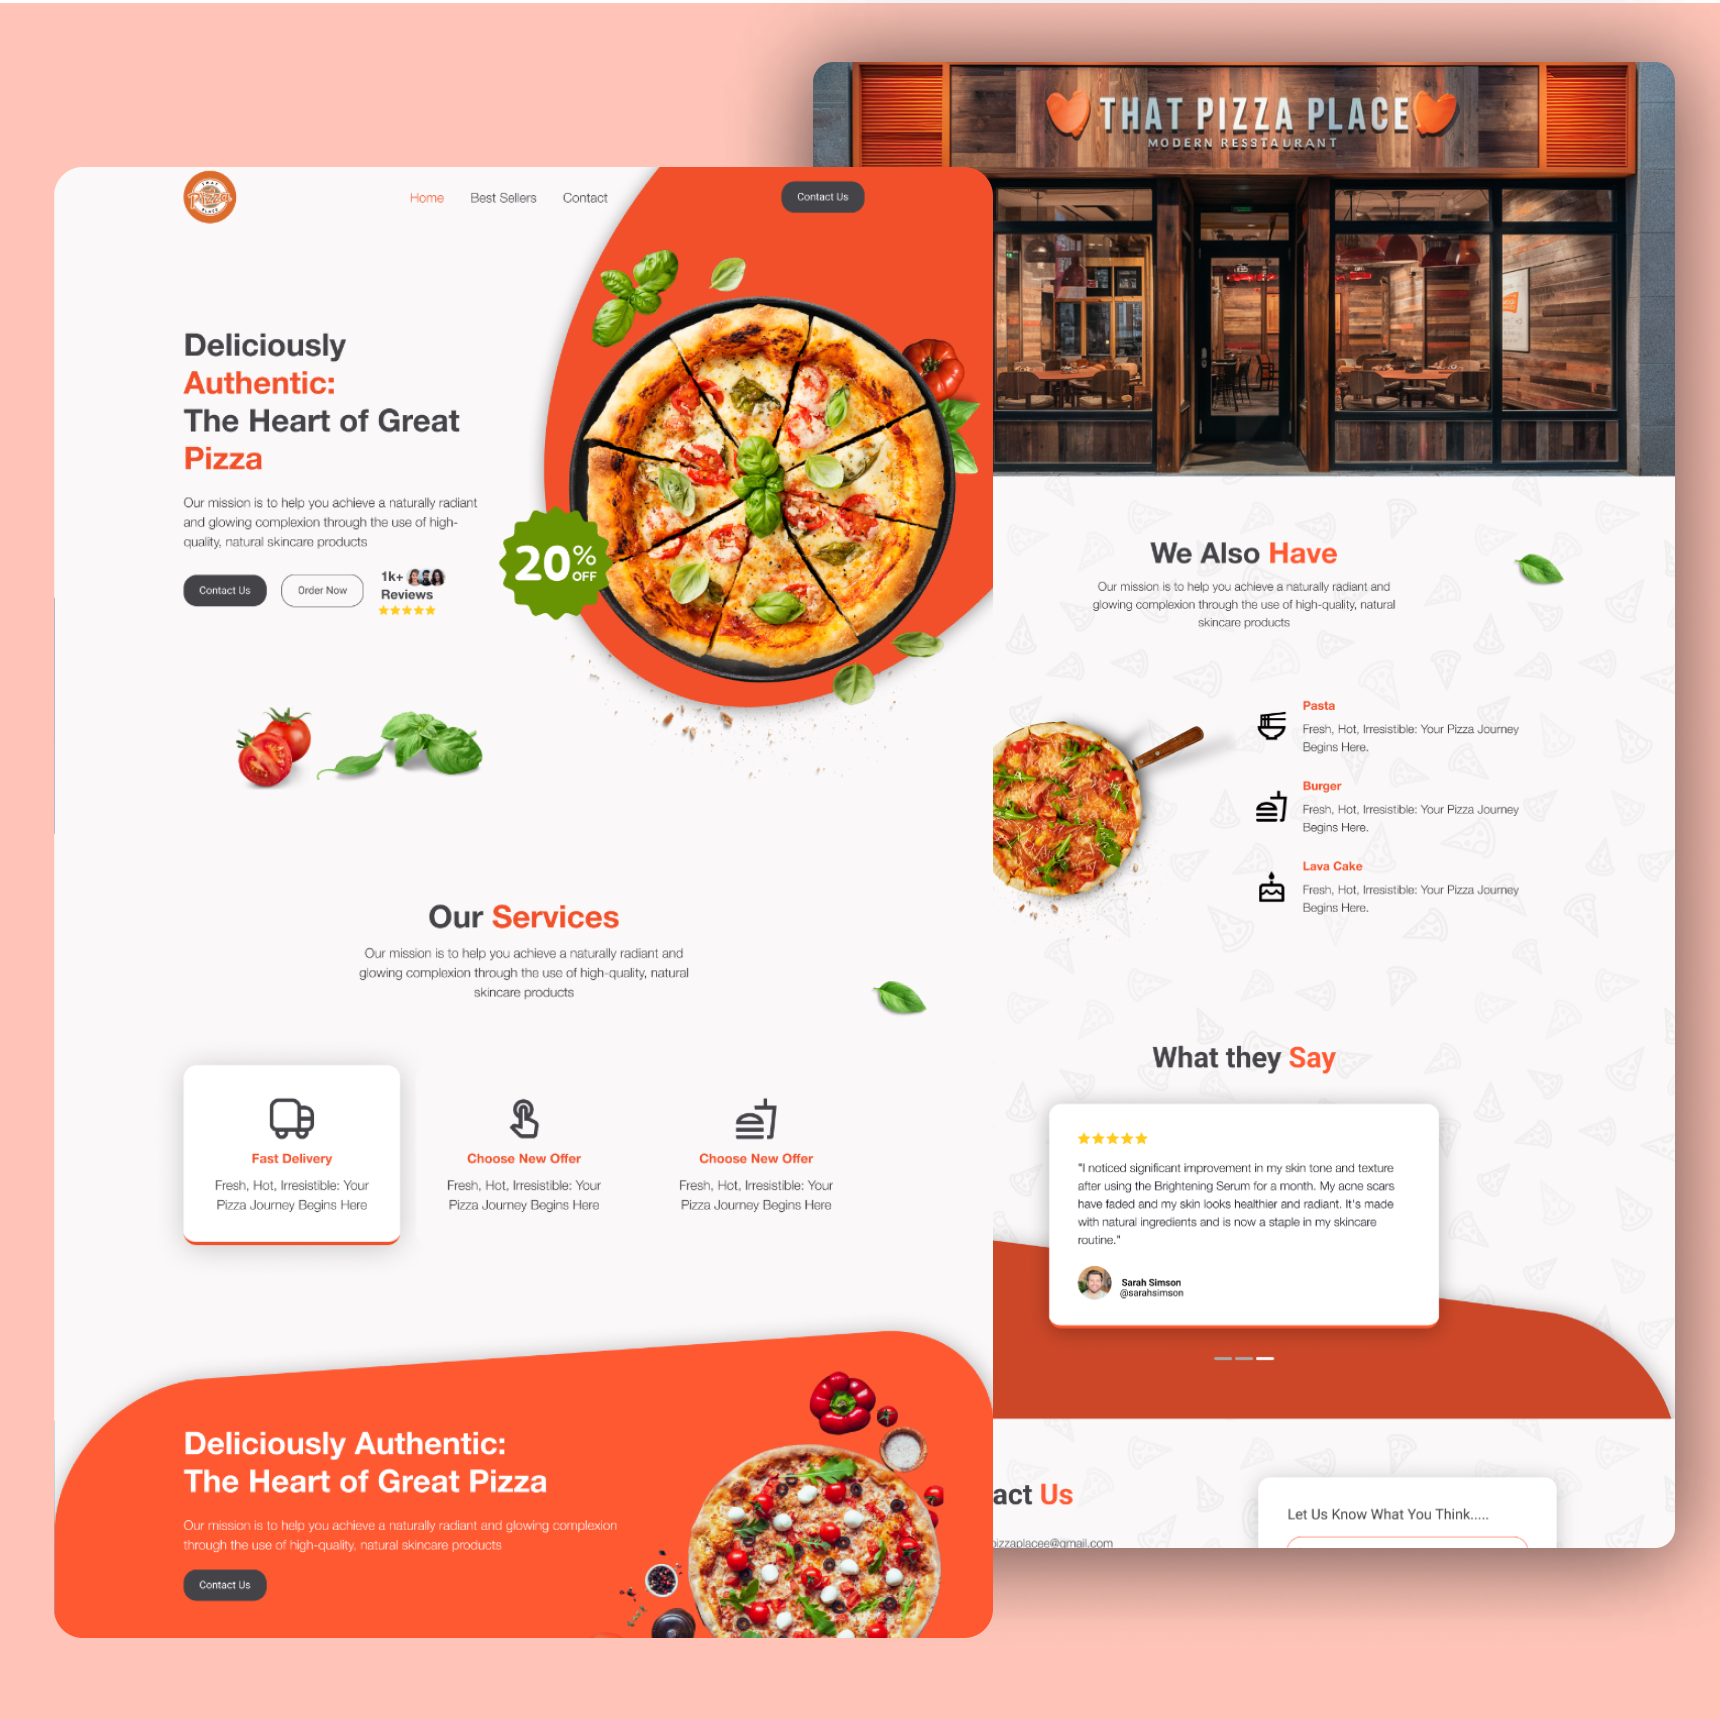 THAT
Pizza
PLACE
Home
Best Sellers
Contact
Contact Us
Deliciously
Authentic:
The Heart of Great
Pizza
Our mission is to help you achieve a naturally radiant
and glowing complexion through the use of high-
quality, natural skincare products
Contact Us
Order Now
1k+
Reviews
20% OFF
Our Services
Our mission is to help you achieve a naturally radiant and
glowing complexion through the use of high-quality, natural
skincare products
Fast Delivery
Fresh, Hot, Irresistible: Your
Pizza Journey Begins Here
Choose New Offer
Fresh, Hot, Irresistible: Your
Pizza Journey Begins Here
Choose New Offer
Fresh, Hot, Irresistible: Your
Pizza Journey Begins Here
Deliciously Authentic:
The Heart of Great Pizza
Our mission is to help you achieve a naturally radiant and glowing complexion
through the use of high-quality, natural skincare products
Contact Us
THAT PIZZA PLACE
MODERN RESSTAURANT
We Also Have
Our mission is to help you achieve a naturally radiant and
glowing complexion through the use of high-quality, natural
skincare products
Pasta
Fresh, Hot, Irresistible: Your Pizza Journey
Begins Here.
Burger
Fresh, Hot, Irresistible: Your Pizza Journey
Begins Here.
Lava Cake
Fresh, Hot, Irresistible: Your Pizza Journey
Begins Here.
What they Say
"I noticed significant improvement in my skin tone and texture
after using the Brightening Serum for a month. My acne scars
have faded and my skin looks healthier and radiant. It's made
with natural ingredients and is now a staple in my skincare
routine."
Sarah Simson
@sarahsimson
act Us
pizzaplacee@gmail.com
Let Us Know What You Think.....